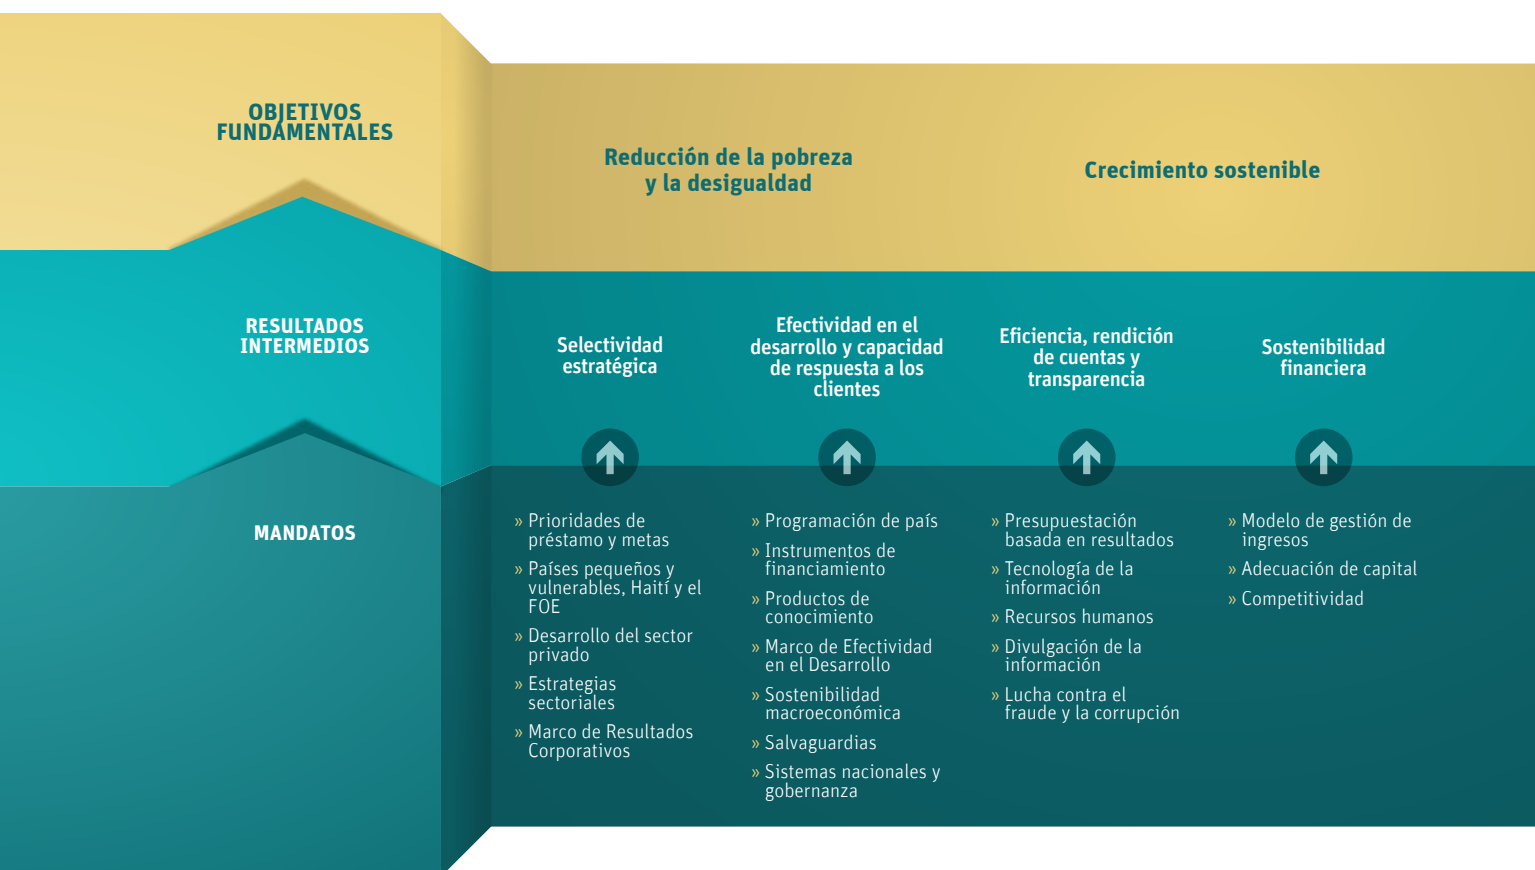 OBJETIVOS
FUNDAMENTALES
Reducción de la pobreza
y la desigualdad
Crecimiento sostenible
RESULTADOS
INTERMEDIOS
Selectividad
estratégica
Efectividad en el
desarrollo y capacidad
de respuesta a los
clientes
Eficiencia, rendición
de cuentas y
transparencia
Sostenibilidad
financiera
MANDATOS
» Prioridades de
préstamo y metas
» Países pequeños y
vulnerables, Haití y el
FOE
» Desarrollo del sector
privado
» Estrategias
sectoriales
» Marco de Resultados
Corporativos
» Programación de país
» Instrumentos de
financiamiento
» Productos de
conocimiento
» Marco de Efectividad
en el Desarrollo
» Sostenibilidad
macroeconómica
» Salvaguardias
» Sistemas nacionales y
gobernanza
» Presupuestación
basada en resultados
» Tecnología de la
información
» Recursos humanos
» Divulgación de la
información
» Lucha contra el
fraude y la corrupción
» Modelo de gestión de
ingresos
» Adecuación de capital
» Competitividad